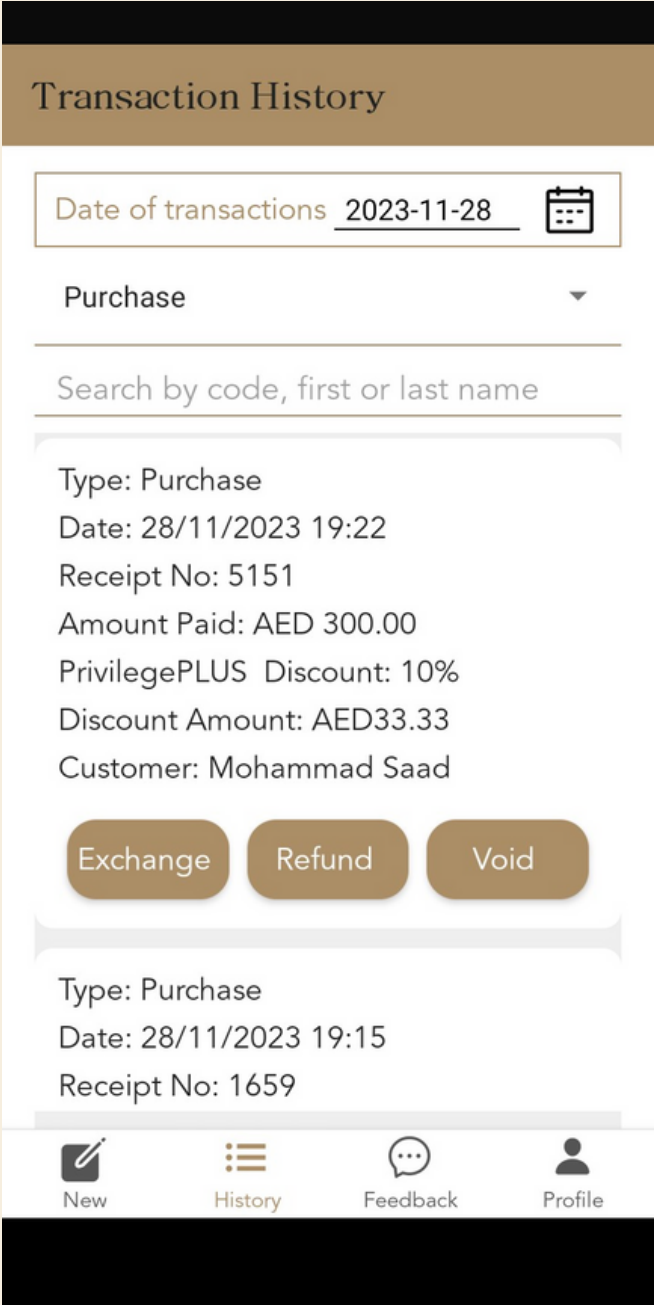 Transaction History
Date of transactions 2023-11-28
Purchase
Search by code, first or last name
Type: Purchase
Date: 28/11/2023 19:22
Receipt No: 5151
Amount Paid: AED 300.00
PrivilegePLUS  Discount: 10%
Discount Amount: AED33.33
Customer: Mohammad Saad
Exchange Refund Void
Type: Purchase
Date: 28/11/2023 19:15
Receipt No: 1659
New History Feedback Profile